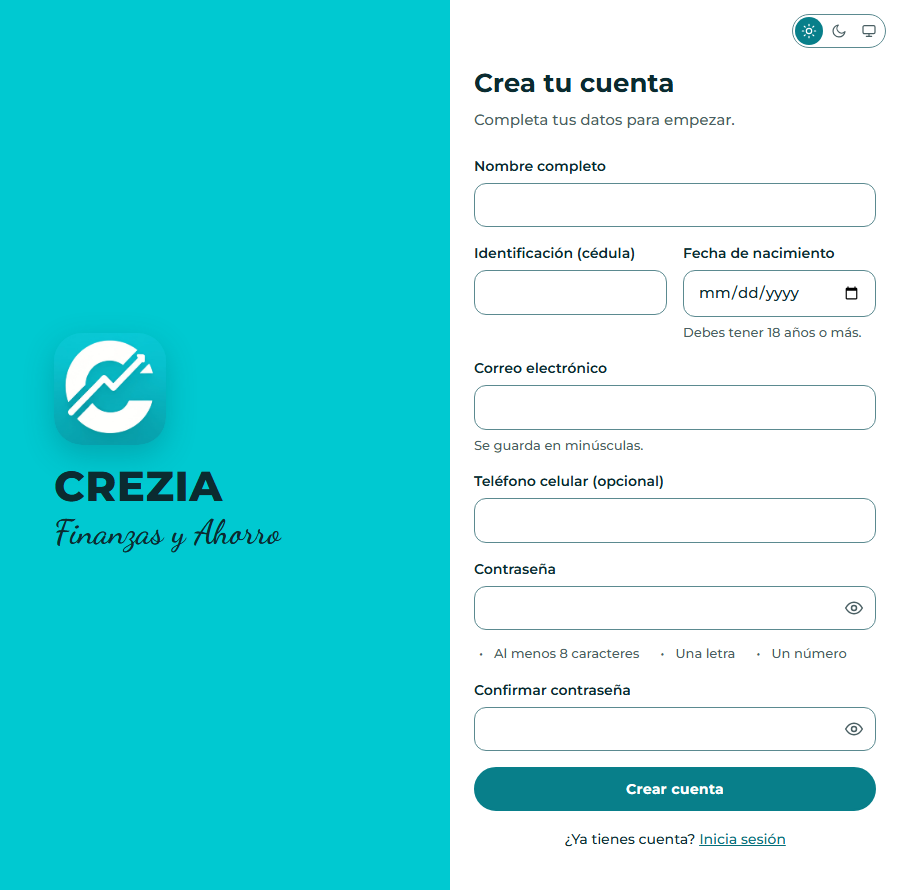 CREZIA
Finanzas y Ahorro
Crea tu cuenta
Completa tus datos para empezar.
Nombre completo
Identificación (cédula)
Fecha de nacimiento
mm/dd/yyyy
Debes tener 18 años o más.
Correo electrónico
Se guarda en minúsculas.
Teléfono celular (opcional)
Contraseña
• Al menos 8 caracteres • Una letra • Un número
Confirmar contraseña
Crear cuenta
¿Ya tienes cuenta? Inicia sesión